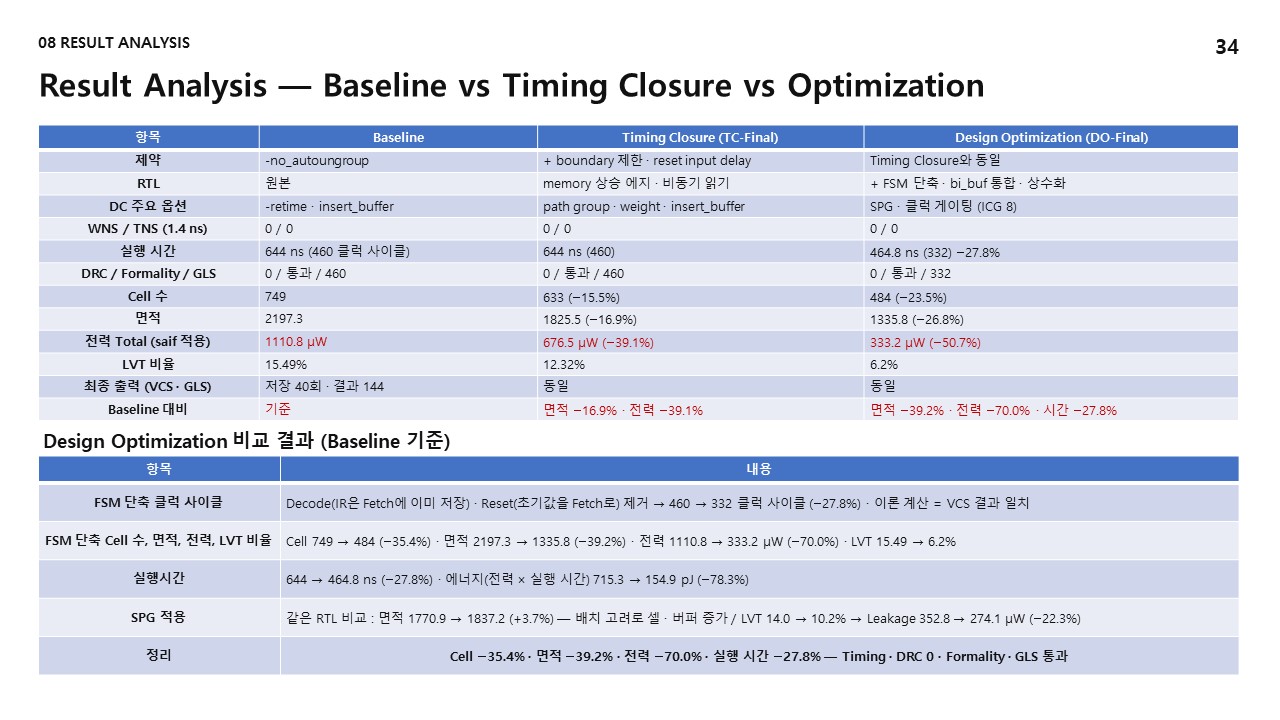 08 RESULT ANALYSIS
34
Result Analysis — Baseline vs Timing Closure vs Optimization
항목 Baseline Timing Closure (TC-Final) Design Optimization (DO-Final)
제약 -no_autoungroup + boundary 제한 · reset input delay Timing Closure와 동일
RTL 원본 memory 상승 에지 · 비동기 읽기 + FSM 단축 · bi_buf 통합 · 상수화
DC 주요 옵션 -retime · insert_buffer path group · weight · insert_buffer SPG · 클럭 게이팅 (ICG 8)
WNS / TNS (1.4 ns) 0 / 0 0 / 0 0 / 0
실행 시간 644 ns (460 클럭 사이클) 644 ns (460) 464.8 ns (332) −27.8%
DRC / Formality / GLS 0 / 통과 / 460 0 / 통과 / 460 0 / 통과 / 332
Cell 수 749 633 (−15.5%) 484 (−23.5%)
면적 2197.3 1825.5 (−16.9%) 1335.8 (−26.8%)
전력 Total (saif 적용) 1110.8 µW 676.5 µW (−39.1%) 333.2 µW (−50.7%)
LVT 비율 15.49% 12.32% 6.2%
최종 출력 (VCS · GLS) 저장 40회 · 결과 144 동일 동일
Baseline 대비 기준 면적 −16.9% · 전력 −39.1% 면적 −39.2% · 전력 −70.0% · 시간 −27.8%
Design Optimization 비교 결과 (Baseline 기준)
항목 내용
FSM 단축 클럭 사이클 Decode(IR은 Fetch에 이미 저장) · Reset(초기값을 Fetch로) 제거 → 460 → 332 클럭 사이클 (−27.8%) · 이론 계산 = VCS 결과 일치
FSM 단축 Cell 수, 면적, 전력, LVT 비율 Cell 749 → 484 (−35.4%) · 면적 2197.3 → 1335.8 (−39.2%) · 전력 1110.8 → 333.2 µW (−70.0%) · LVT 15.49 → 6.2%
실행시간 644 → 464.8 ns (−27.8%) · 에너지(전력 × 실행 시간) 715.3 → 154.9 pJ (−78.3%)
SPG 적용 같은 RTL 비교 : 면적 1770.9 → 1837.2 (+3.7%) — 배치 고려로 셀 · 버퍼 증가 / LVT 14.0 → 10.2% → Leakage 352.8 → 274.1 µW (−22.3%)
정리 Cell −35.4% · 면적 −39.2% · 전력 −70.0% · 실행 시간 −27.8% — Timing · DRC 0 · Formality · GLS 통과